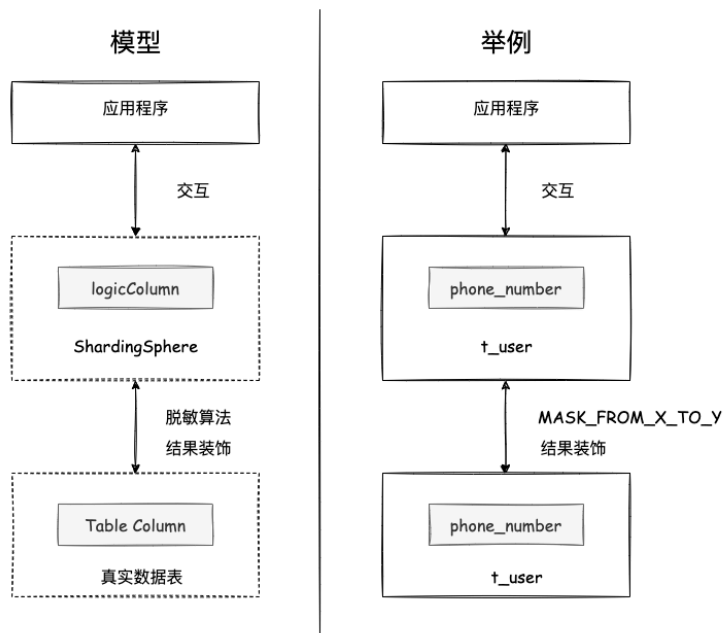 模型
应用程序
交互
logicColumn
ShardingSphere
脱敏算法
结果装饰
Table Column
真实数据表
举例
应用程序
交互
phone_number
t_user
MASK_FROM_X_TO_Y
结果装饰
phone_number
t_user